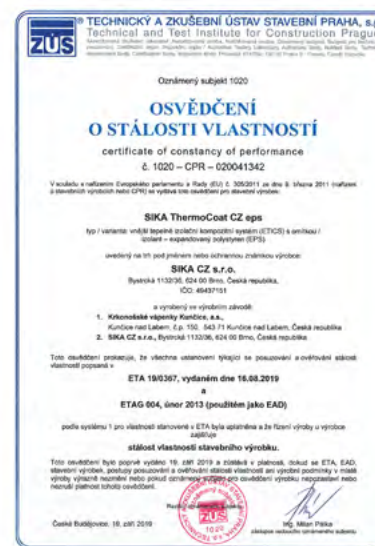 TECHNICKÝ A ZKUŠEBNÍ ÚSTAV STAVEBNÍ PRAHA, s.p.
Technical and Test Institute for Construction Prague
ZÚS
Oznámený subjekt 1020
OSVĚDČENÍ
O STÁLOSTI VLASTNOSTÍ
certificate of constancy of performance
č. 1020 – CPR – 020041342
V souladu s nařízením Evropského parlamentu a Rady (EU) č. 305/2011 ze dne 9. března 2011 (nařízení
o stavebních výrobcích nebo CPR) se vydává toto osvědčení pro stavební výrobek:
SIKA ThermoCoat CZ eps
typ / varianta: vnější tepelně izolační kompozitní systém (ETICS) s omítkou /
izolant – expandovaný polystyren (EPS)
uvedený na trh pod jménem nebo ochrannou známkou výrobce:
SIKA CZ s.r.o.
Bystrcká 1132/36, 624 00 Brno, Česká republika,
IČO: 49437151
a vyrobený ve výrobním závodě:
1. Krkonošské vápenky Kunčice, a.s.,
Kunčice nad Labem, č.p. 150, 543 71 Kunčice nad Labem, Česká republika
2. SIKA CZ s.r.o., Bystrcká 1132/36, 624 00 Brno, Česká republika
Toto osvědčení prokazuje, že všechna ustanovení týkající se posuzování a ověřování stálosti
vlastností popsaná v
ETA 19/0367, vydaném dne 16.08.2019
a
ETAG 004, únor 2013 (použitém jako EAD)
podle systému 1 pro vlastnosti stanovené v ETA byla uplatněna a že řízení výroby u výrobce
zajišťuje
stálost vlastností stavebního výrobku.
Toto osvědčení bylo poprvé vydáno 19. září 2019 a zůstává v platnosti, dokud se ETA, EAD,
stavební výrobek, postupy posuzování a ověřování stálosti vlastností ani výrobní podmínky v místě
výroby výrazně nezmění nebo pokud oznámený subjekt pro osvědčení výrobku nepozastaví nebo
nezruší platnost tohoto osvědčení.
ZÚS
1020
České Budějovice, 19. září 2019
Ing. Milan
zástupce vedoucího oznámeného subjektu